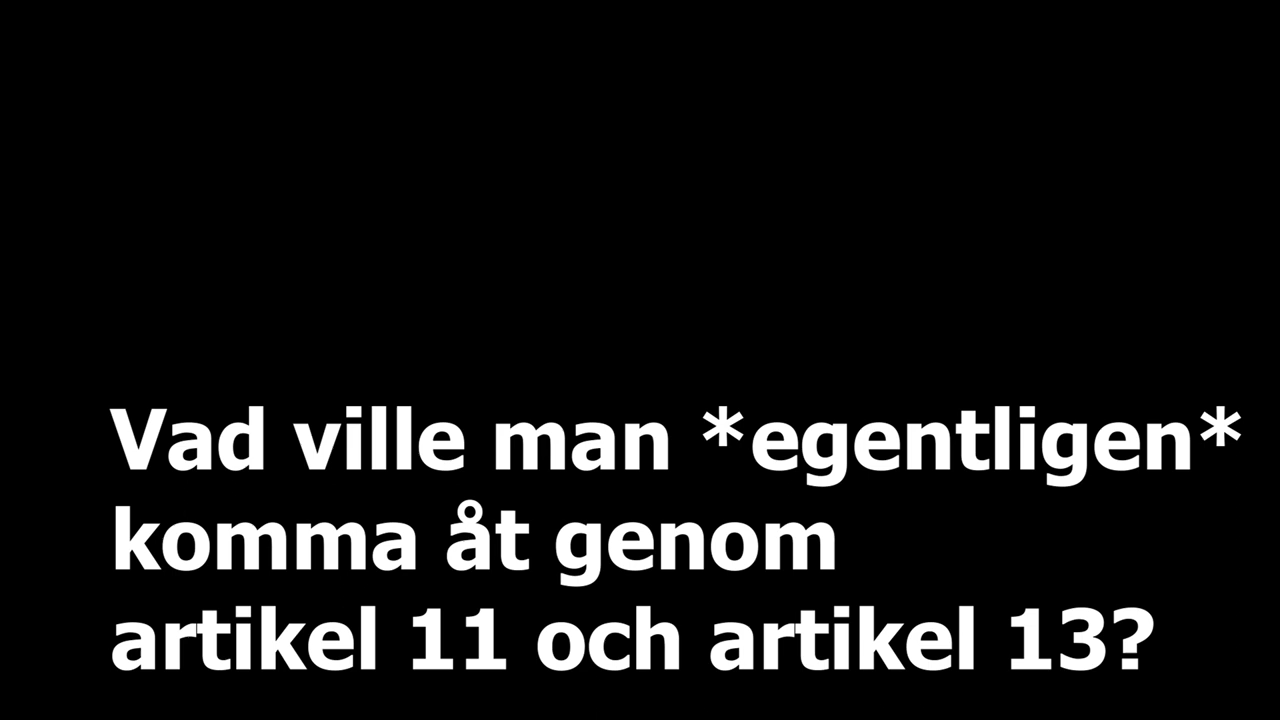 Vad ville man *egentligen*
komma åt genom
artikel 11 och artikel 13?